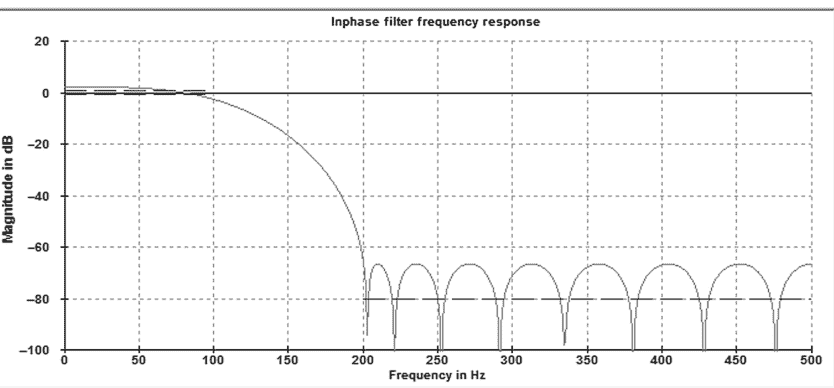 Inphase filter frequency response
Magnitude in dB
20
0
−20
−40
−60
−80
−100
0 50 100 150 200 250 300 350 400 450 500
Frequency in Hz